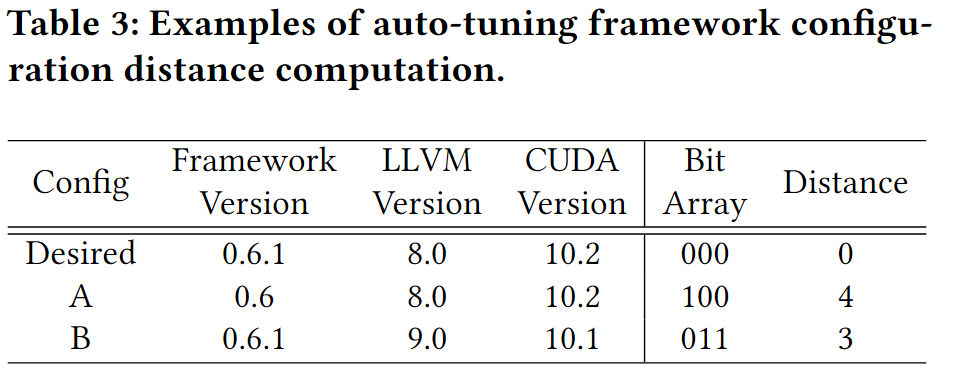 Table 3: Examples of auto-tuning framework configu-
ration distance computation.
Config Framework Version LLVM Version CUDA Version Bit Array Distance
Desired 0.6.1 8.0 10.2 000 0
A 0.6 8.0 10.2 100 4
B 0.6.1 9.0 10.1 011 3